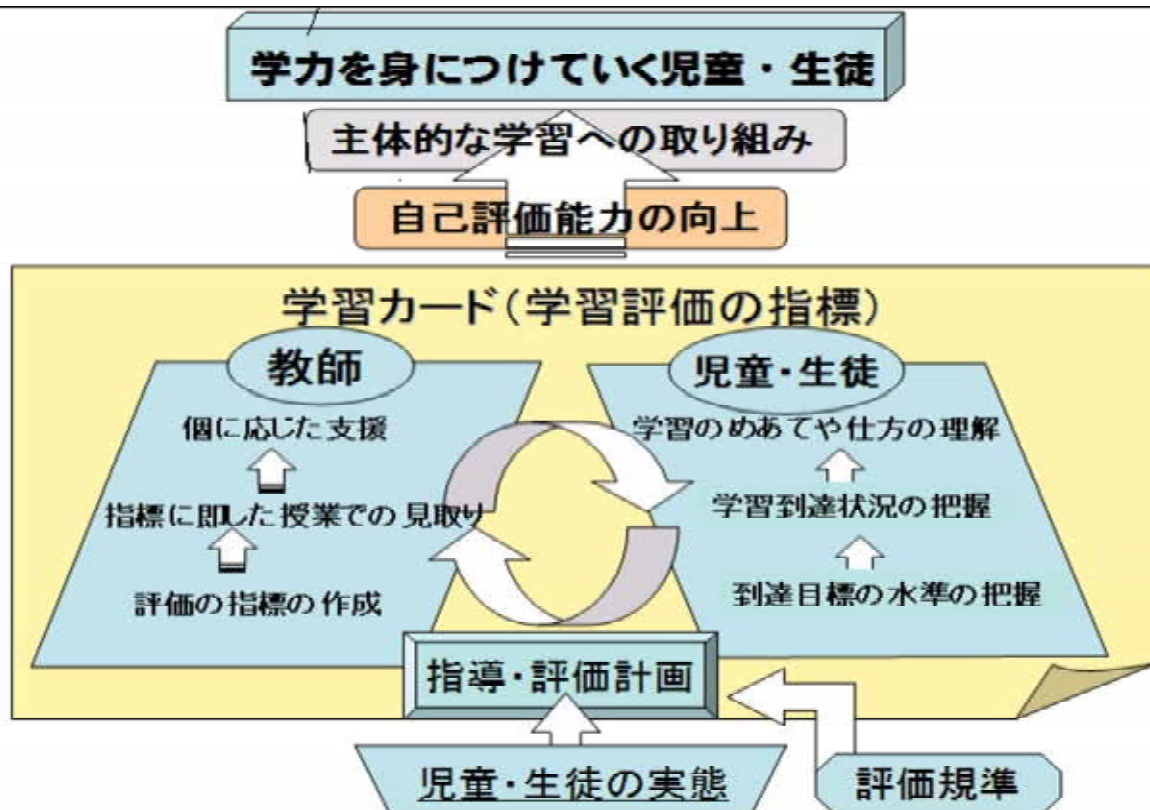 学力を身につけていく児童・生徒
主体的な学習への取り組み
自己評価能力の向上
学習カード(学習評価の指標)
教師
個に応じた支援
指標に即した授業での見取り
評価の指標の作成
児童・生徒
学習のめあてや仕方の理解
学習到達状況の把握
到達目標の水準の把握
指導・評価計画
児童・生徒の実態
評価規準